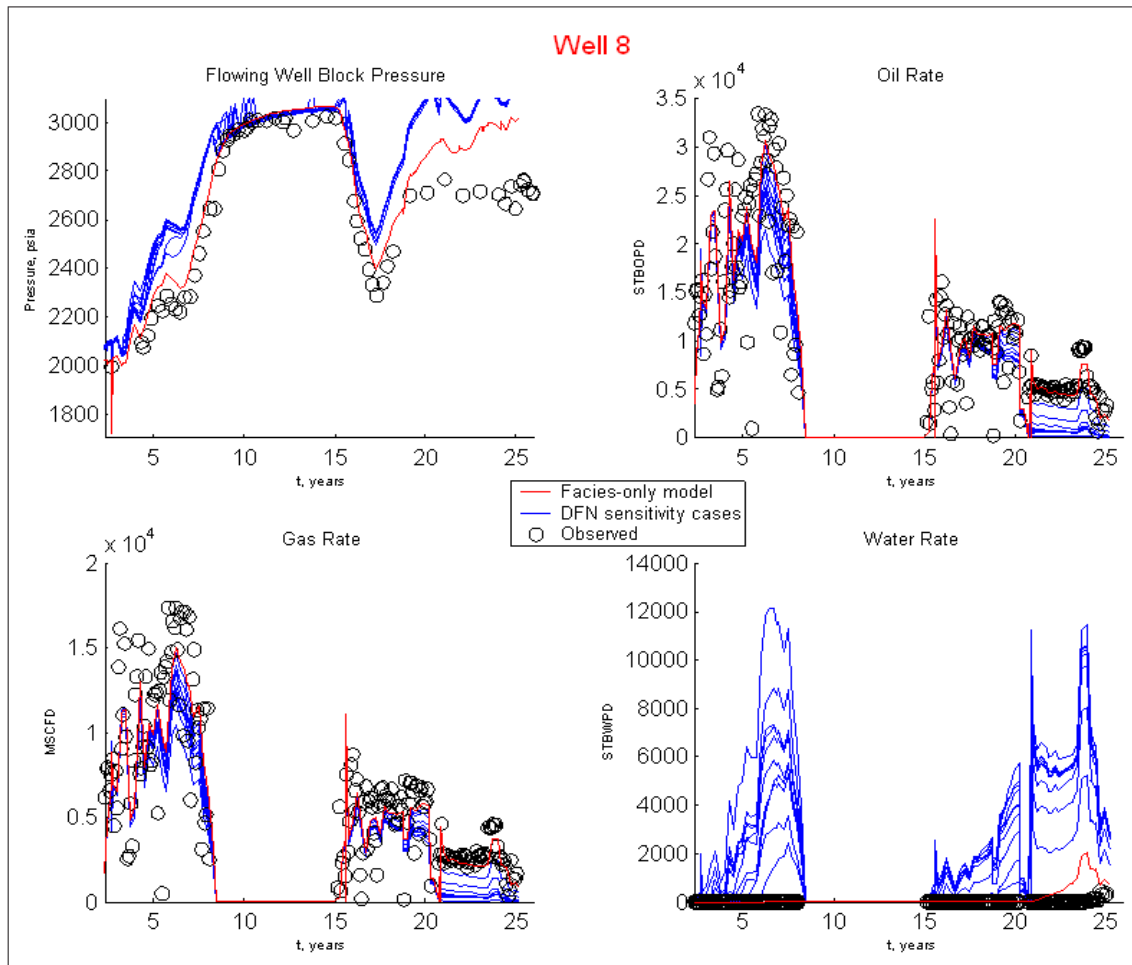 Well 8
Flowing Well Block Pressure
Pressure, psia
3000
2800
2600
2400
2200
2000
1800
5 10 15 20 25
t, years
Oil Rate
x 10^4
STBOPD
3.5
3
2.5
2
1.5
1
0.5
0
5 10 15 20 25
t, years
Facies-only model
DFN sensitivity cases
Observed
Gas Rate
x 10^4
MSCFD
2
1.5
1
0.5
0
5 10 15 20 25
t, years
Water Rate
STBWPD
14000
12000
10000
8000
6000
4000
2000
0
5 10 15 20 25
t, years